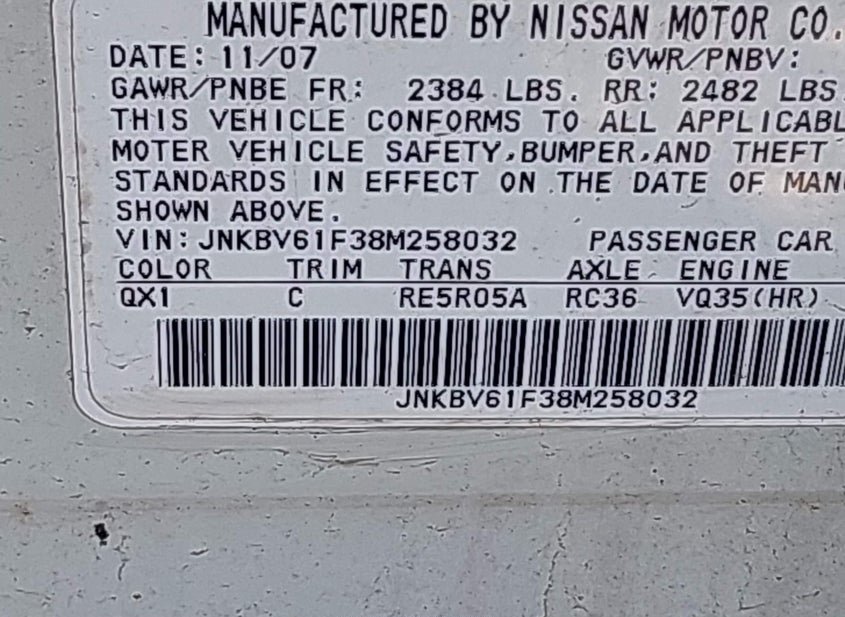 MANUFACTURED BY NISSAN MOTOR CO.
DATE: 11/07 GVWR/PNBV:
GAWR/PNBE FR: 2384 LBS. RR: 2482 LBS
THIS VEHICLE CONFORMS TO ALL APPLICABL
MOTER VEHICLE SAFETY,BUMPER,AND THEFT
STANDARDS IN EFFECT ON THE DATE OF MAN
SHOWN ABOVE.
VIN: JNKBV61F38M258032 PASSENGER CAR
COLOR TRIM TRANS AXLE ENGINE
QX1 C RE5R05A RC36 VQ35(HR)
JNKBV61F38M258032